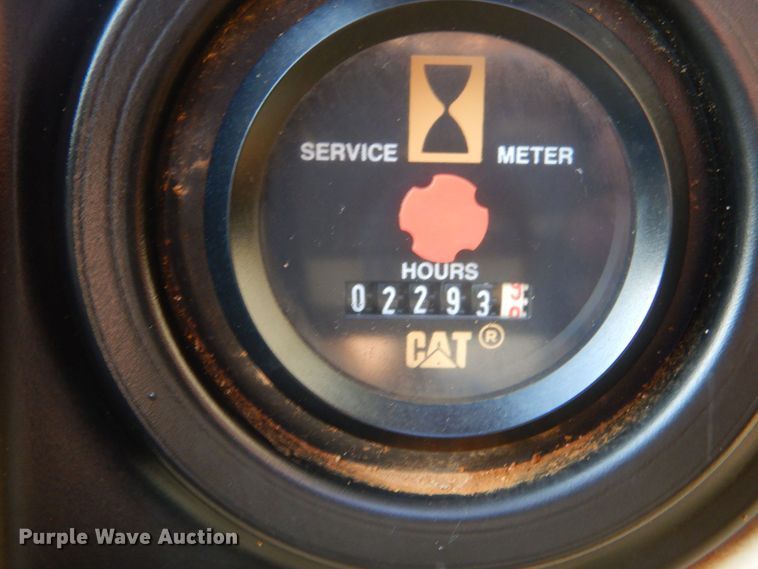 SERVICE METER
HOURS
02293
CAT ®
Purple Wave Auction